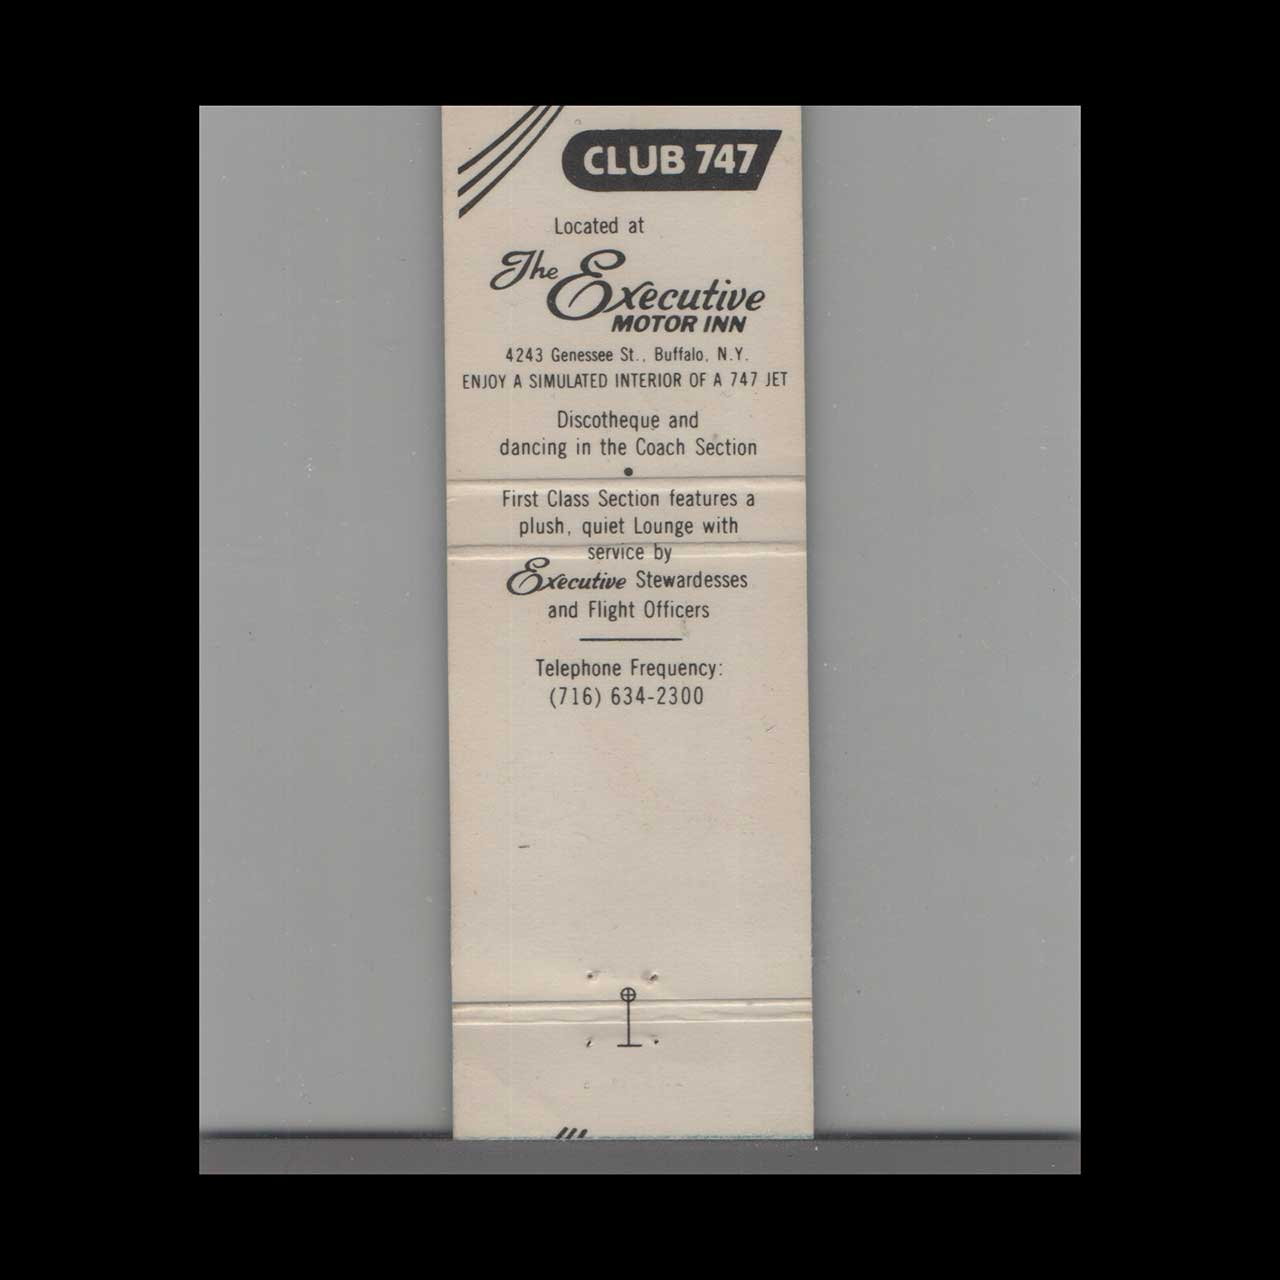 CLUB 747
Located at
The Executive
MOTOR INN
4243 Genessee St., Buffalo, N.Y.
ENJOY A SIMULATED INTERIOR OF A 747 JET
Discotheque and
dancing in the Coach Section
•
First Class Section features a
plush, quiet Lounge with
service by
Executive Stewardesses
and Flight Officers
Telephone Frequency:
(716) 634-2300